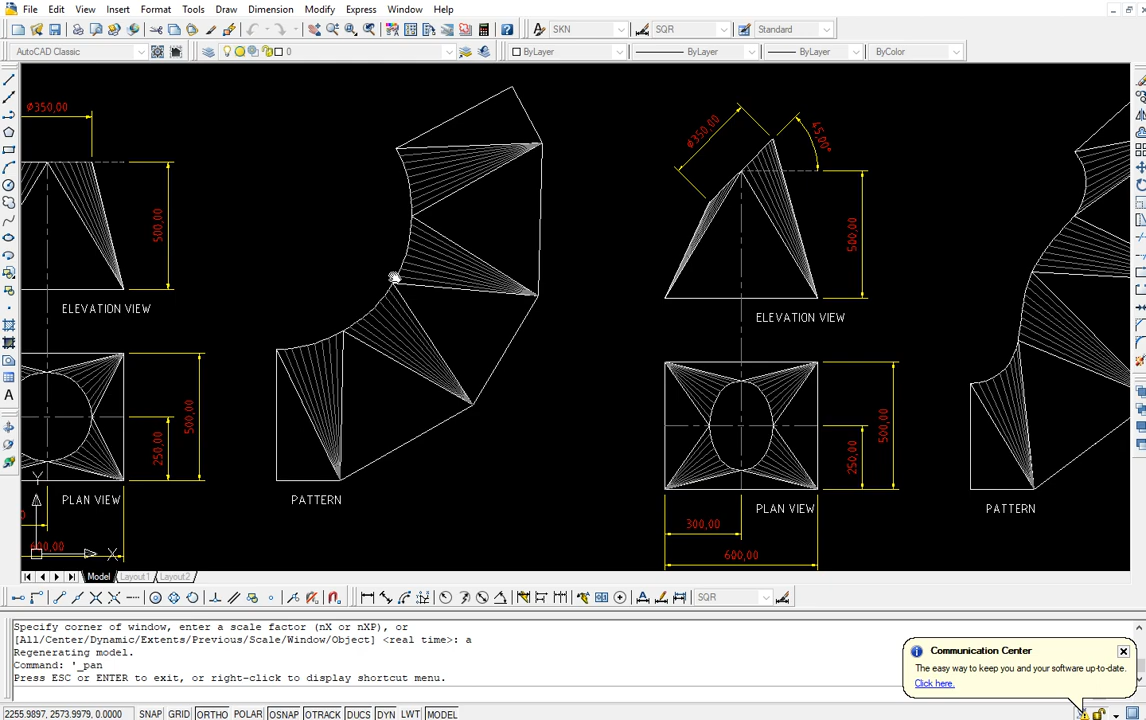 File Edit View Insert Format Tools Draw Dimension Modify Express Window Help
SKN SQR Standard
AutoCAD Classic 0 ByLayer ByLayer ByLayer ByColor
Ø350,00
500,00
ELEVATION VIEW
500,00
250,00
PLAN VIEW
Y
X
PATTERN
Ø350,00
45,00°
500,00
ELEVATION VIEW
500,00
250,00
PLAN VIEW
300,00
600,00
PATTERN
Model Layout1 Layout2
SQR
Specify corner of window, enter a scale factor (nX or nXP), or
[All/Center/Dynamic/Extents/Previous/Scale/Window/Object] <real time>: a
Regenerating model.
Command: '_pan
Press ESC or ENTER to exit, or right-click to display shortcut menu.
Communication Center
The easy way to keep you and your software up-to-date.
Click here.
2255.9897, 2573.9979, 0.0000 SNAP GRID ORTHO POLAR OSNAP OTRACK DUCS DYN LWT MODEL